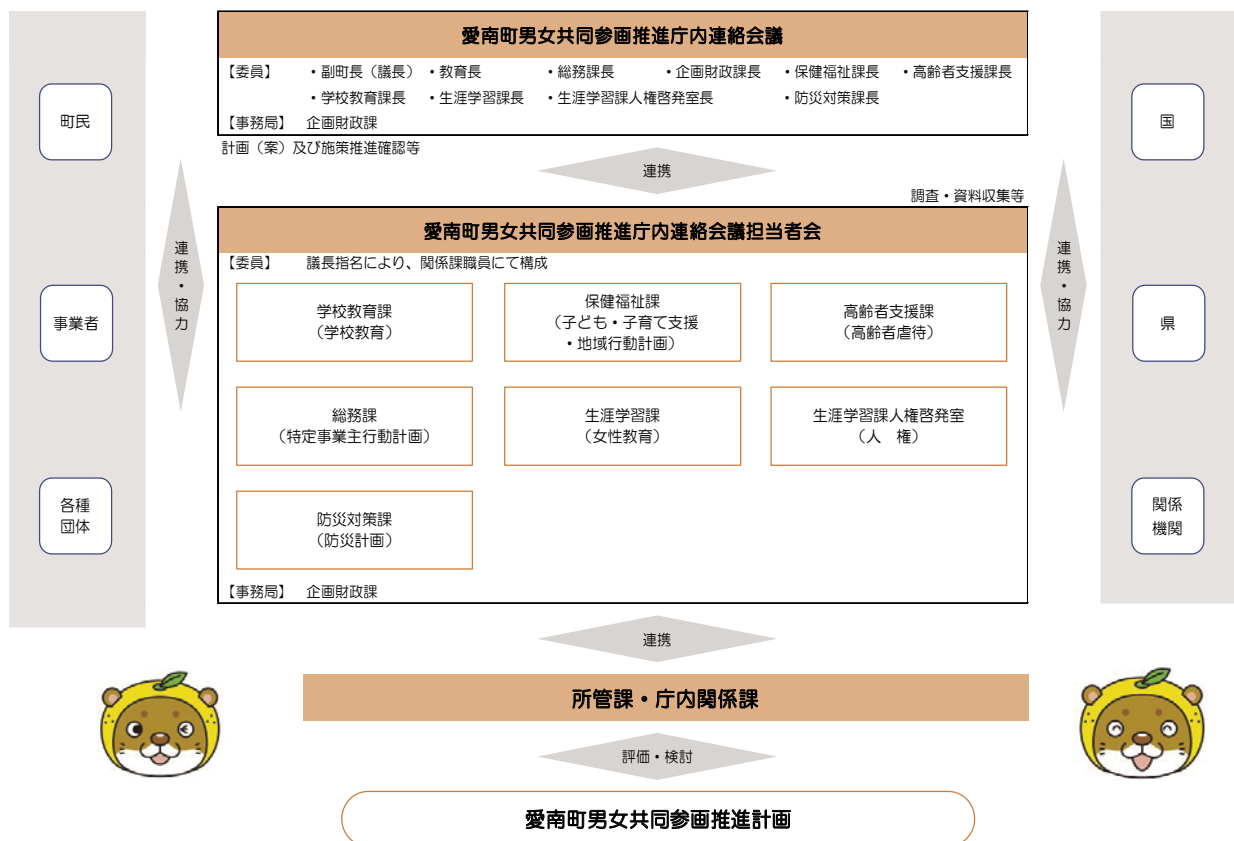 愛南町男女共同参画推進庁内連絡会議
【委員】 ・副町長（議長） ・教育長 ・総務課長 ・企画財政課長 ・保健福祉課長 ・高齢者支援課長
・学校教育課長 ・生涯学習課長 ・生涯学習課人権啓発室長 ・防災対策課長
【事務局】 企画財政課
計画（案）及び施策推進確認等
連携
調査・資料収集等
愛南町男女共同参画推進庁内連絡会議担当者会
【委員】 議長指名により、関係課職員にて構成
学校教育課
（学校教育）
保健福祉課
（子ども・子育て支援
・地域行動計画）
高齢者支援課
（高齢者虐待）
総務課
（特定事業主行動計画）
生涯学習課
（女性教育）
生涯学習課人権啓発室
（人　権）
防災対策課
（防災計画）
【事務局】 企画財政課
連携
所管課・庁内関係課
評価・検討
愛南町男女共同参画推進計画
町民
事業者
各種
団体
連携・協力
連携・協力
国
県
関係
機関